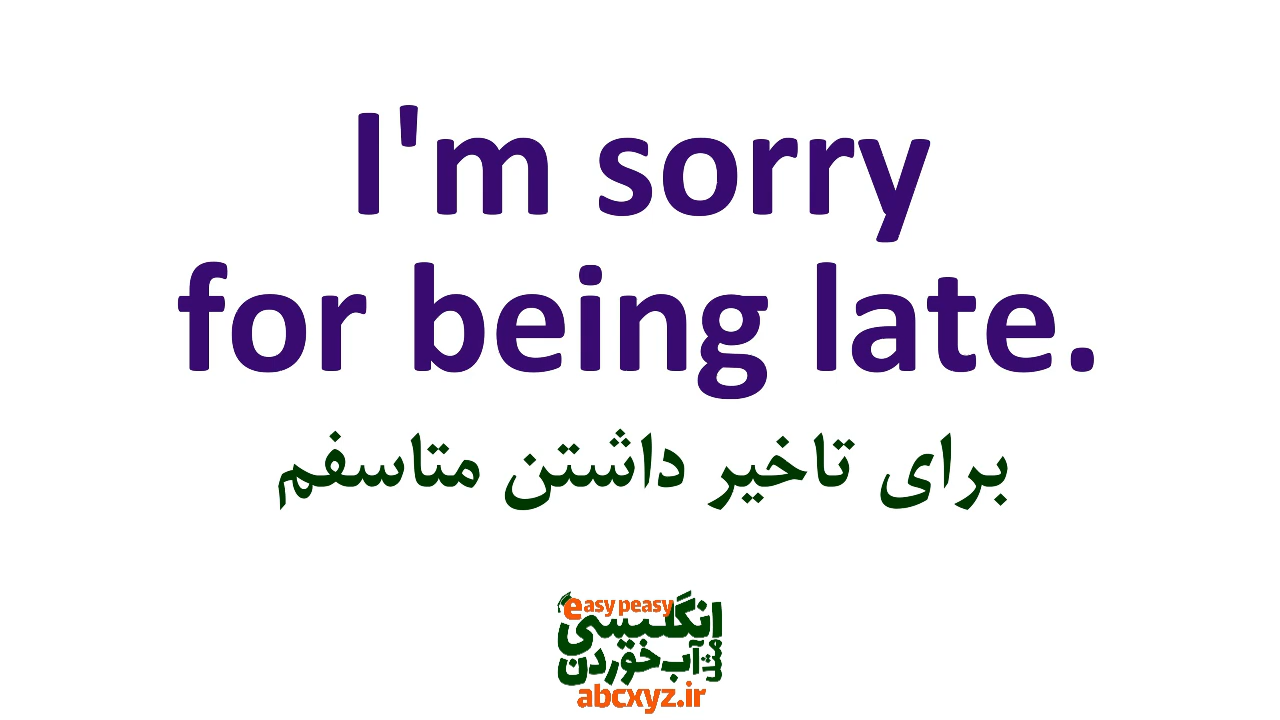 I'm sorry
for being late.
برای تاخیر داشتن متاسفم
easy peasy
انگلیسی
مثل آب خوردن
abcxyz.ir